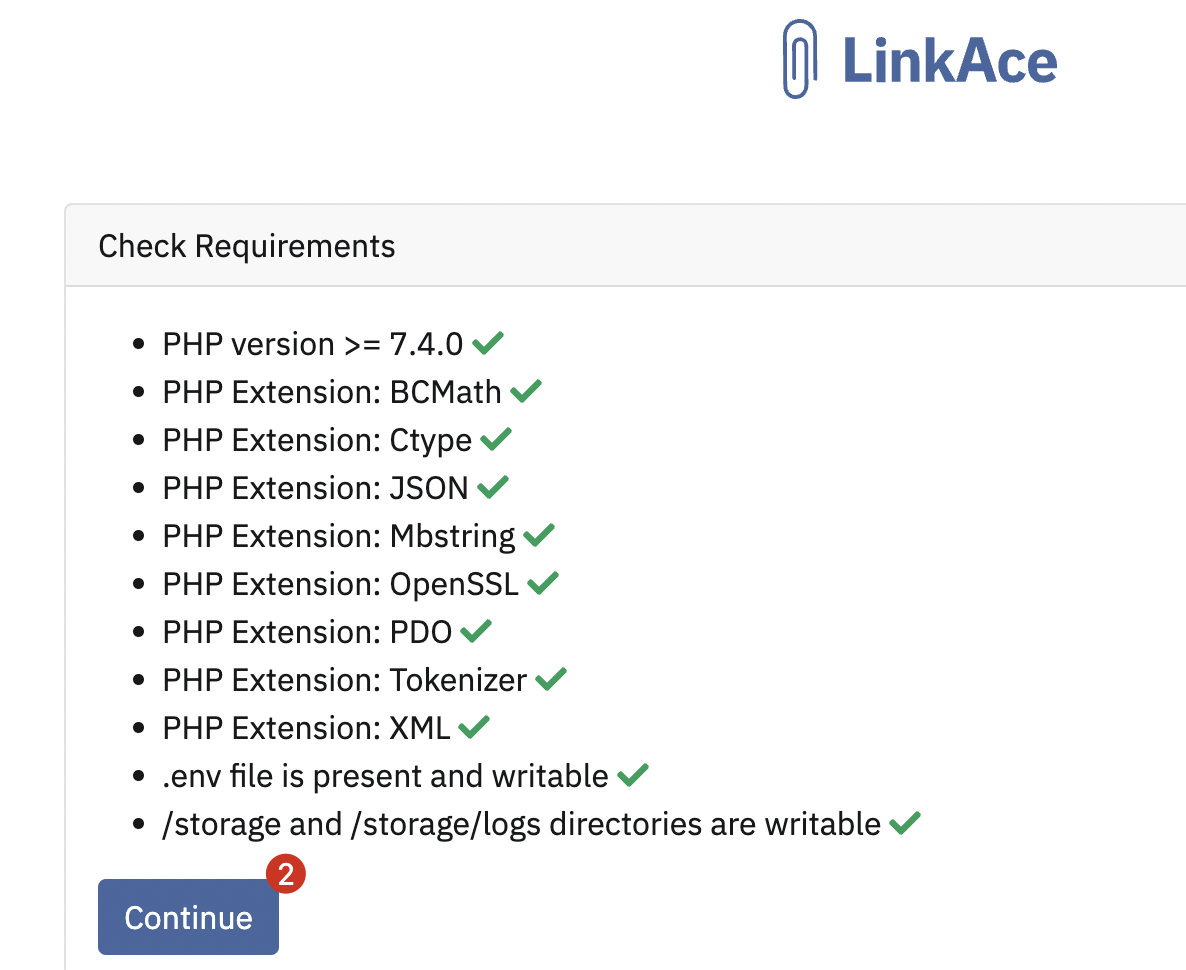 LinkAce
Check Requirements
PHP version >= 7.4.0
PHP Extension: BCMath
PHP Extension: Ctype
PHP Extension: JSON
PHP Extension: Mbstring
PHP Extension: OpenSSL
PHP Extension: PDO
PHP Extension: Tokenizer
PHP Extension: XML
.env file is present and writable
/storage and /storage/logs directories are writable
2
Continue